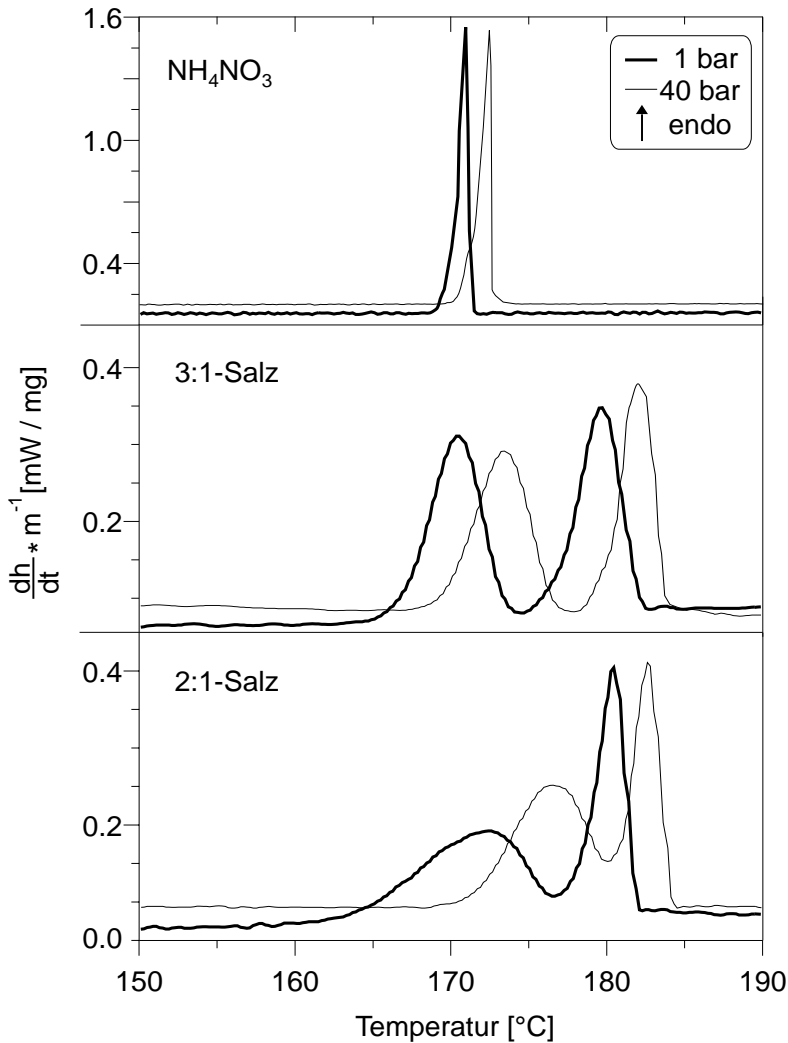 1.6
1.0
0.4
NH₄NO₃
1 bar
40 bar
endo
0.4
0.2
3:1-Salz
0.4
0.2
0.0
2:1-Salz
dh/dt * m⁻¹ [mW / mg]
150 160 170 180 190
Temperatur [°C]